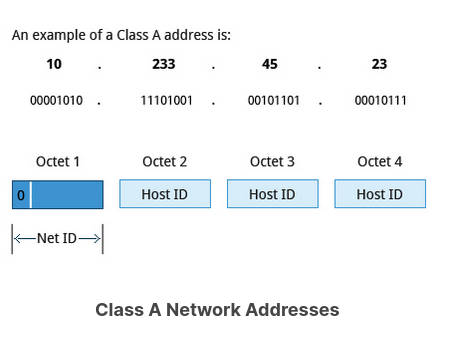 An example of a Class A address is:
10 . 233 . 45 . 23
00001010 . 11101001 . 00101101 . 00010111
Octet 1 Octet 2 Octet 3 Octet 4
0 Host ID Host ID Host ID
Net ID
Class A Network Addresses